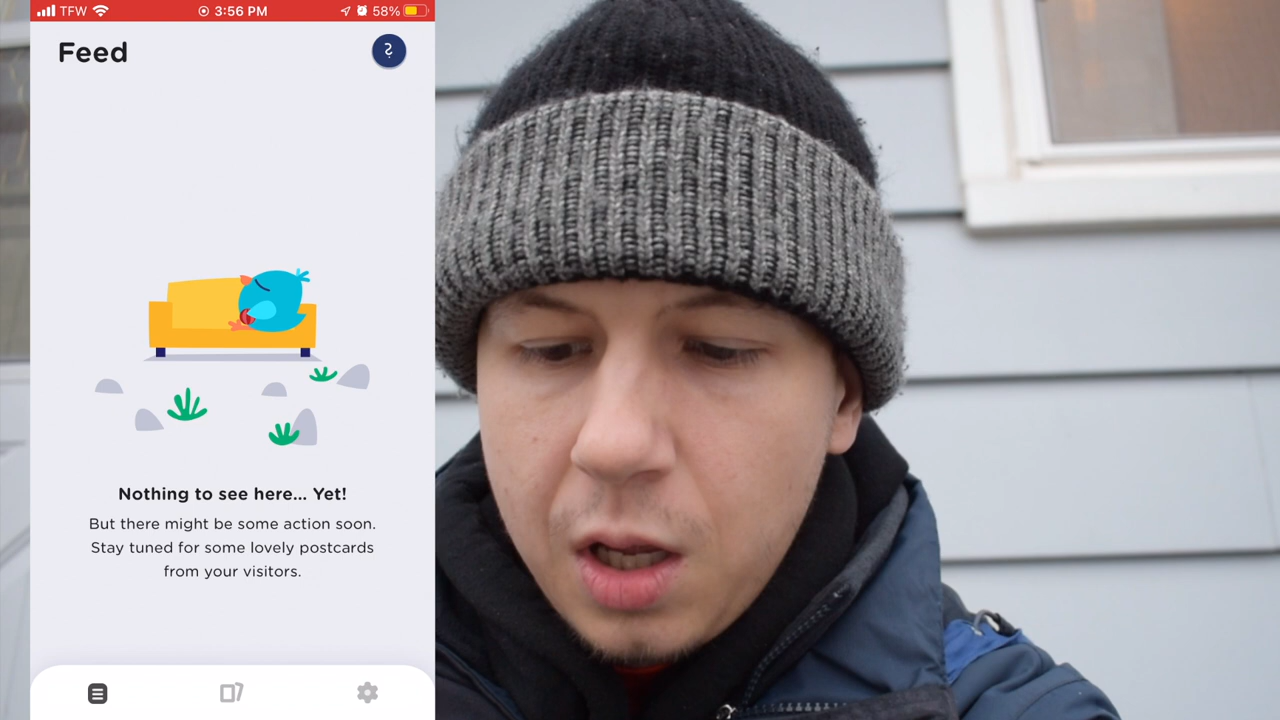 TFW 3:56 PM 58%
Feed
Nothing to see here... Yet!
But there might be some action soon.
Stay tuned for some lovely postcards
from your visitors.